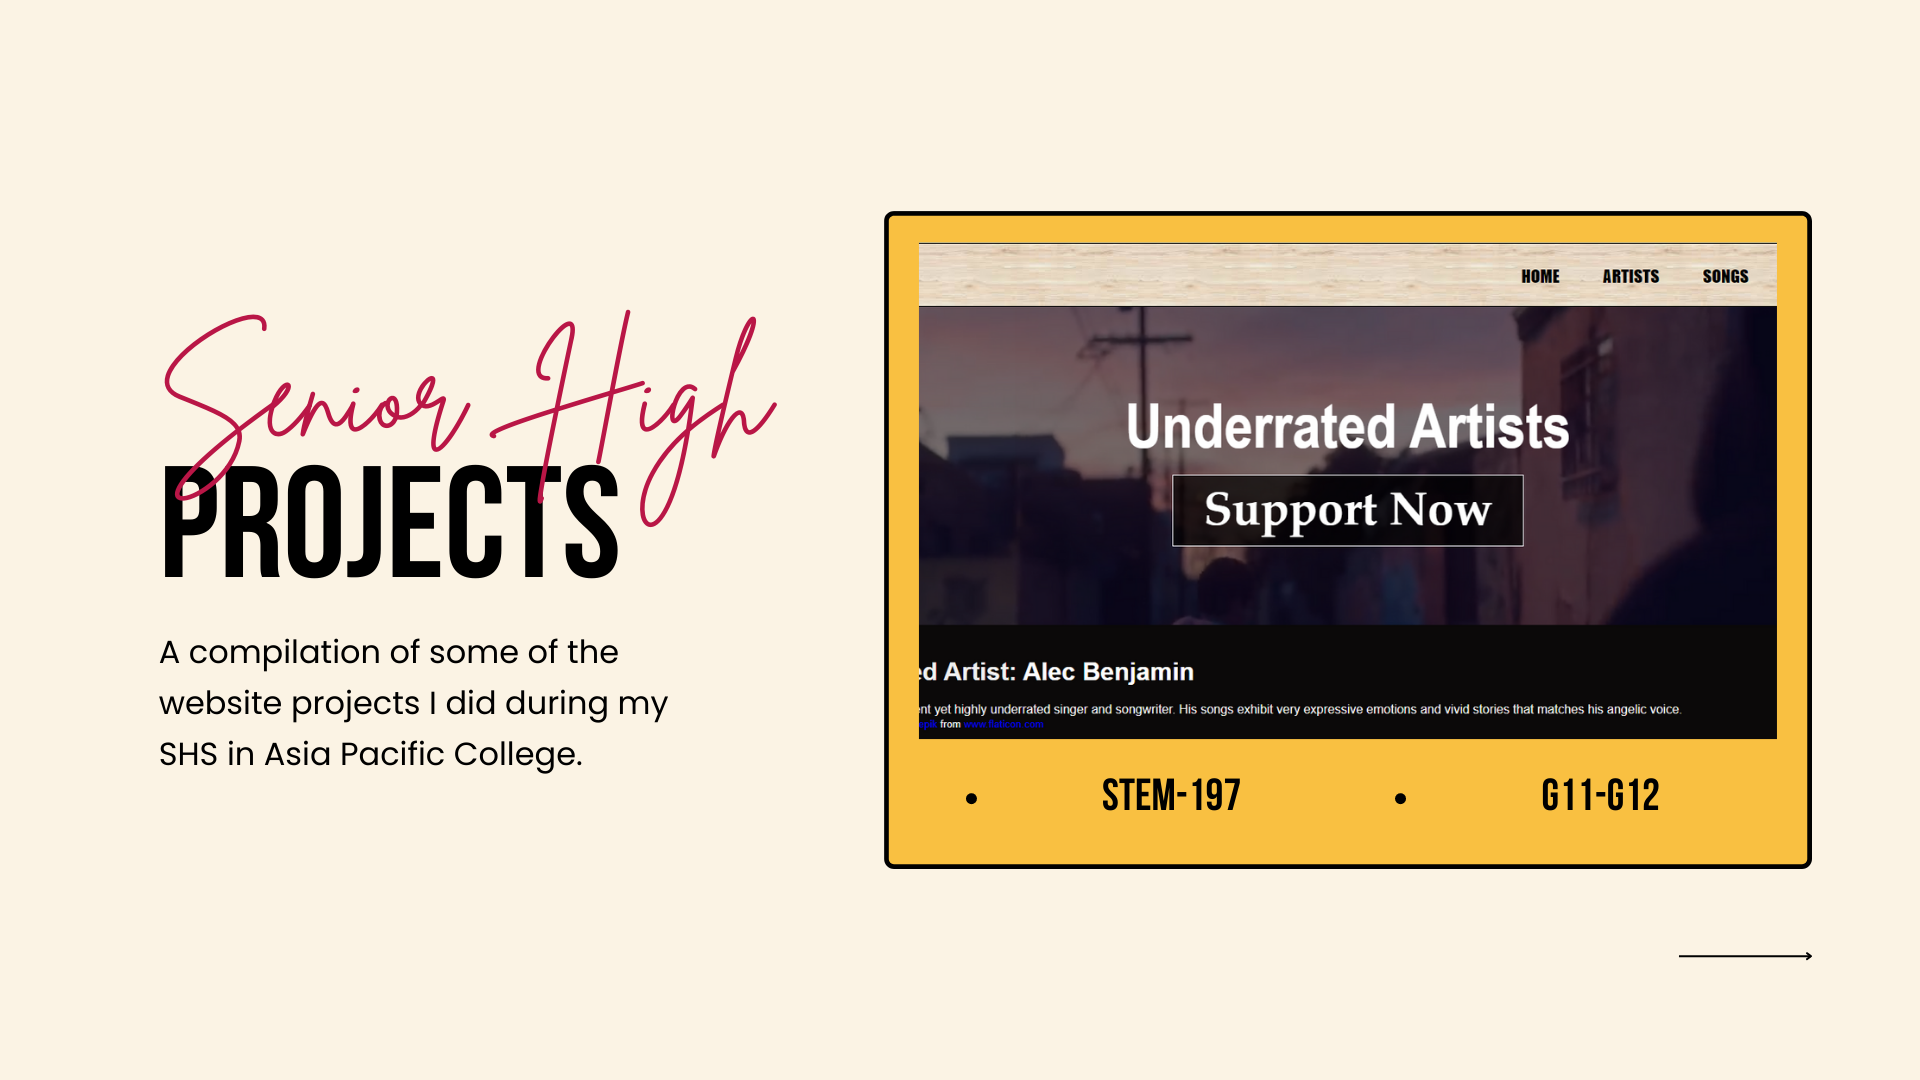 Senior High
PROJECTS
A compilation of some of the
website projects I did during my
SHS in Asia Pacific College.
HOME ARTISTS SONGS
Underrated Artists
Support Now
ed Artist: Alec Benjamin
ent yet highly underrated singer and songwriter. His songs exhibit very expressive emotions and vivid stories that matches his angelic voice.
from www.flaticon.com
• STEM-197 • G11-G12